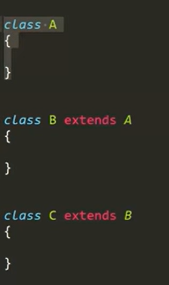 class A
{
}
class B extends A
{
}
class C extends B
{
}